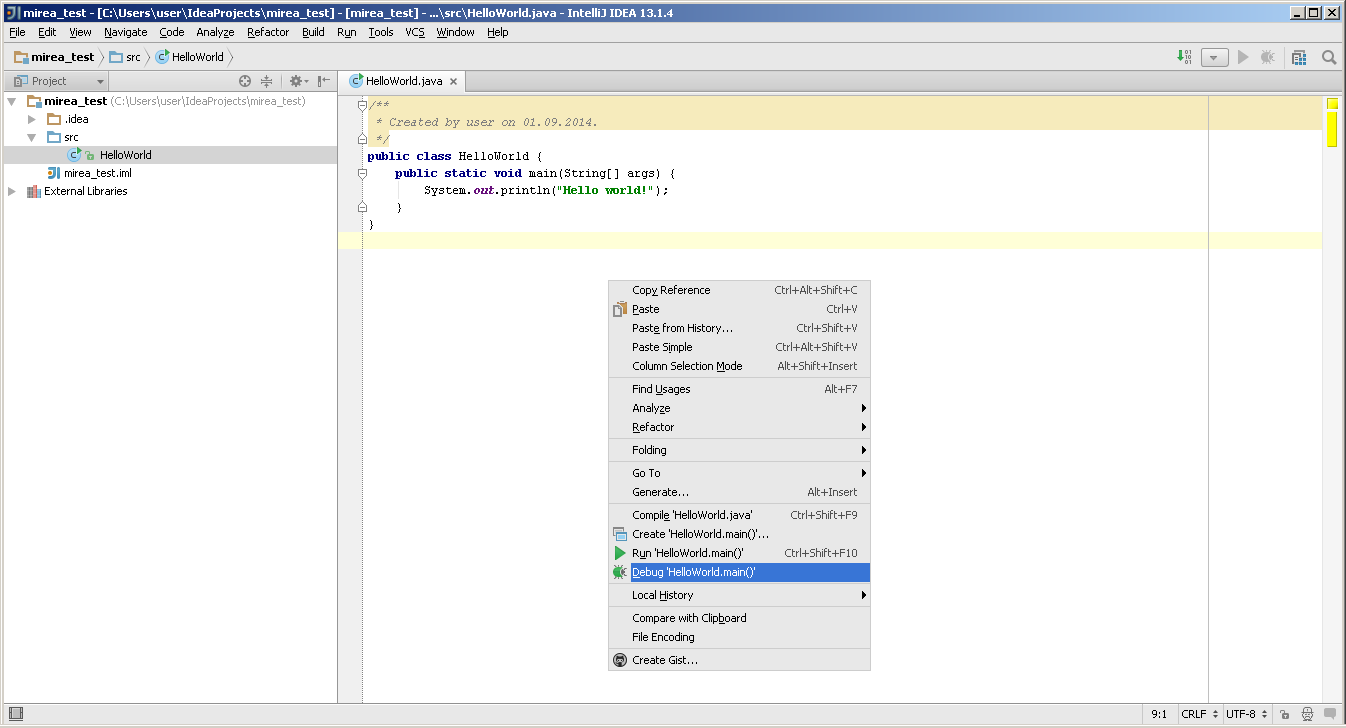 mirea_test - [C:\Users\user\IdeaProjects\mirea_test] - [mirea_test] - ...\src\HelloWorld.java - IntelliJ IDEA 13.1.4
File Edit View Navigate Code Analyze Refactor Build Run Tools VCS Window Help
mirea_test src HelloWorld
Project
HelloWorld.java
mirea_test (C:\Users\user\IdeaProjects\mirea_test)
.idea
src
HelloWorld
mirea_test.iml
External Libraries
/**
* Created by user on 01.09.2014.
*/
public class HelloWorld {
public static void main(String[] args) {
System.out.println("Hello world!");
}
}
Copy Reference Ctrl+Alt+Shift+C
Paste Ctrl+V
Paste from History... Ctrl+Shift+V
Paste Simple Ctrl+Alt+Shift+V
Column Selection Mode Alt+Shift+Insert
Find Usages Alt+F7
Analyze
Refactor
Folding
Go To
Generate... Alt+Insert
Compile 'HelloWorld.java' Ctrl+Shift+F9
Create 'HelloWorld.main()'...
Run 'HelloWorld.main()' Ctrl+Shift+F10
Debug 'HelloWorld.main()'
Local History
Compare with Clipboard
File Encoding
Create Gist...
9:1 CRLF UTF-8